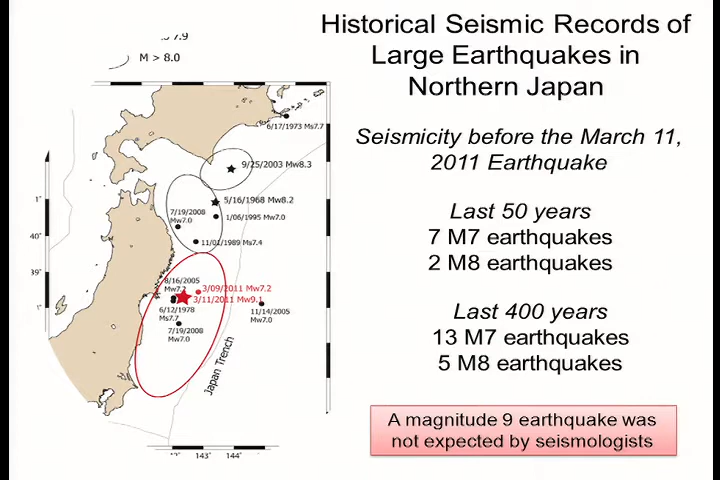 Historical Seismic Records of
Large Earthquakes in
Northern Japan
Seismicity before the March 11,
2011 Earthquake
Last 50 years
7 M7 earthquakes
2 M8 earthquakes
Last 400 years
13 M7 earthquakes
5 M8 earthquakes
A magnitude 9 earthquake was
not expected by seismologists
7.9
M > 8.0
6/17/1973 Ms7.7
9/25/2003 Mw8.3
5/16/1968 Mw8.2
7/19/2008
Mw7.0
1/06/1995 Mw7.0
11/01/1989 Ms7.4
8/16/2005
Mw7.2
3/09/2011 Mw7.2
3/11/2011 Mw9.1
6/12/1978
Ms7.7
11/14/2005
Mw7.0
7/19/2008
Mw7.0
Japan Trench
40°
39
143° 144°